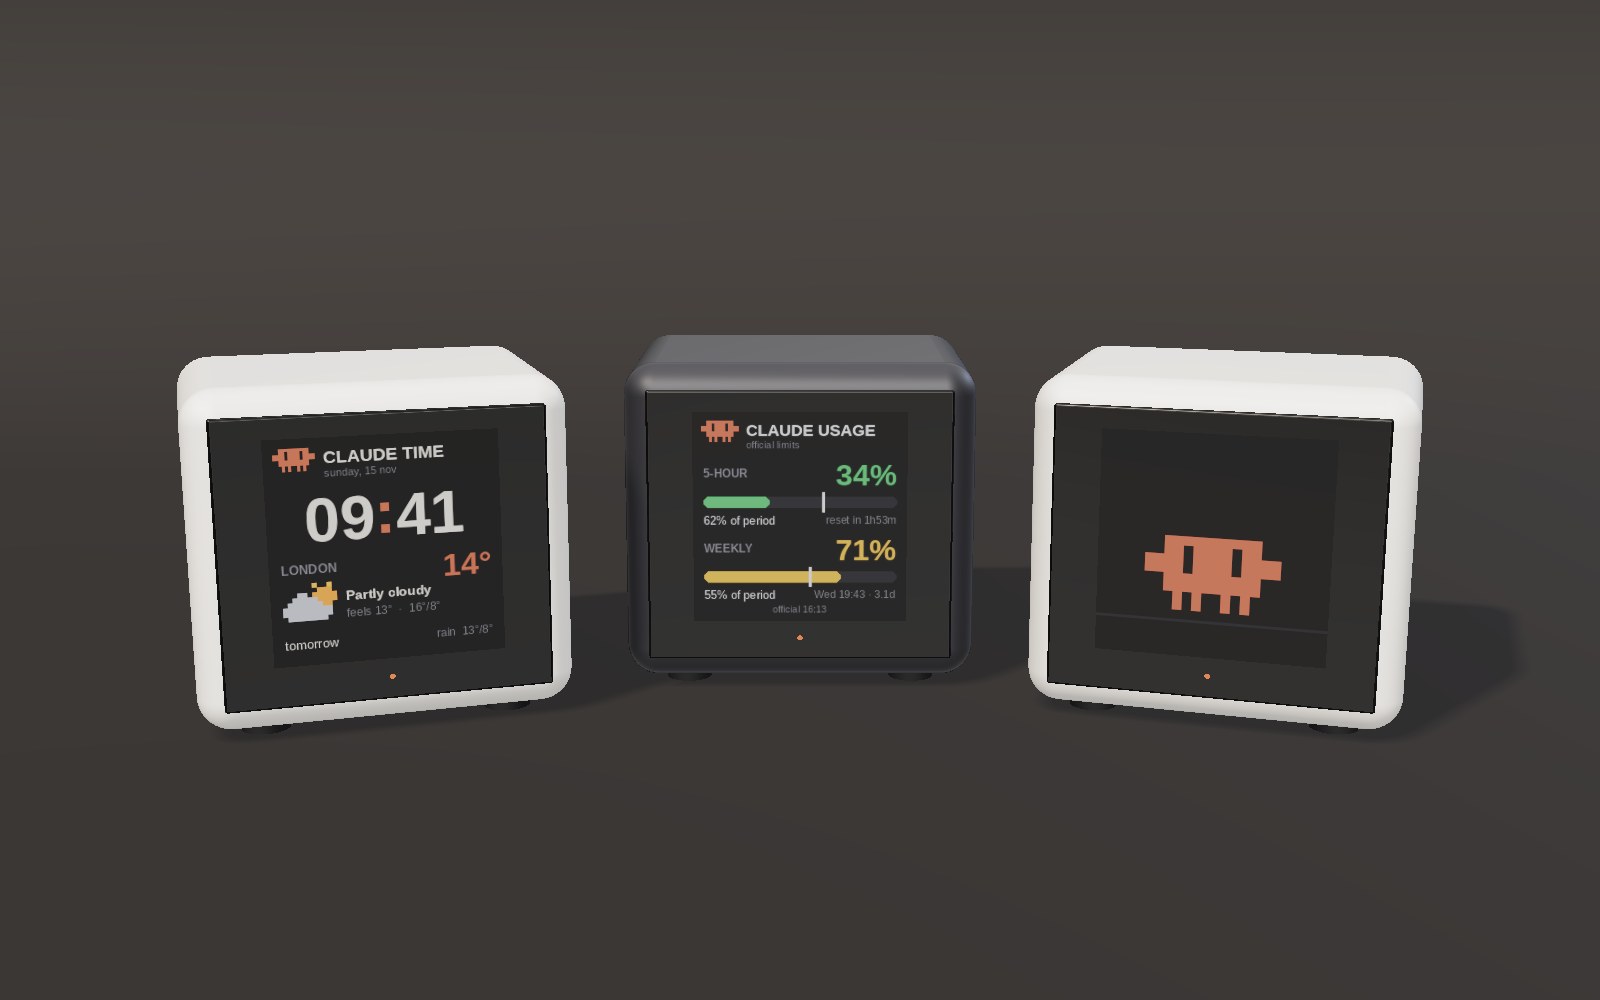 CLAUDE TIME
sunday, 15 nov
09:41
LONDON
14°
Partly cloudy
feels 13° · 16°/8°
tomorrow
rain 13°/8°
CLAUDE USAGE
official limits
5-HOUR
34%
62% of period
reset in 1h53m
WEEKLY
71%
55% of period
Wed 19:43 · 3.1d
official 16:13